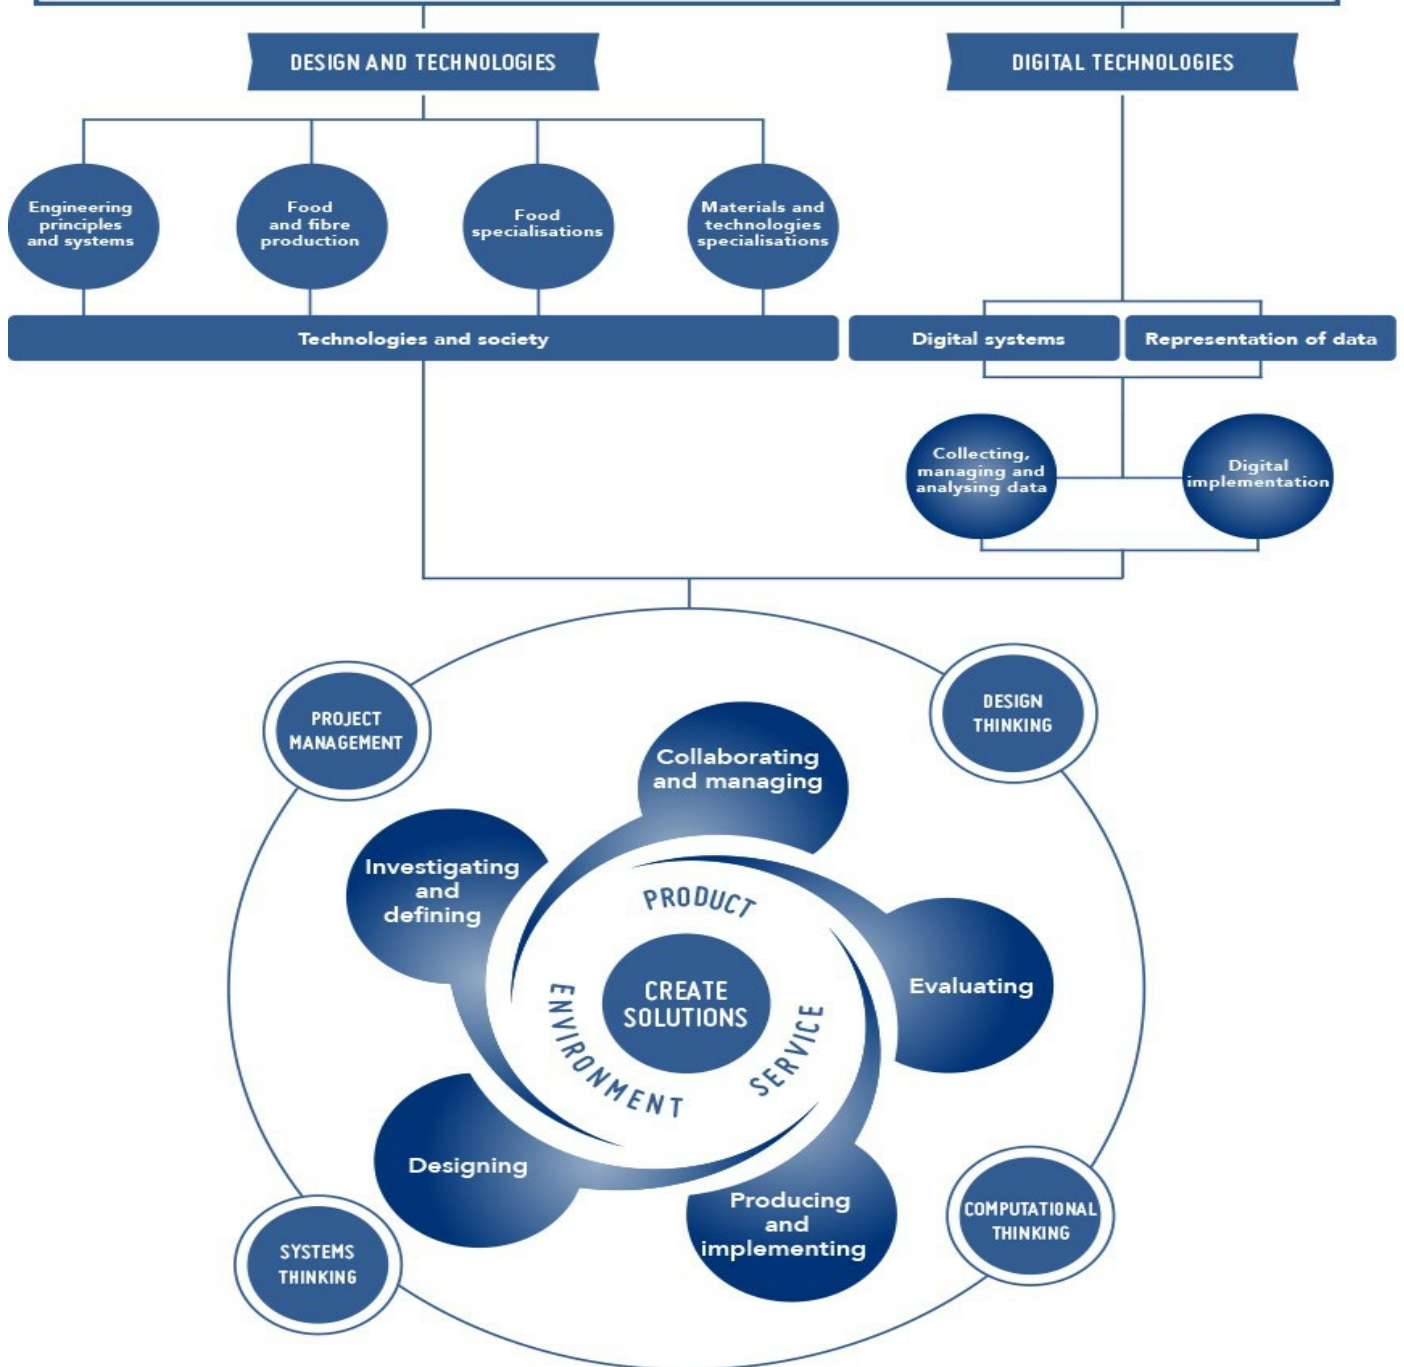 DESIGN AND TECHNOLOGIES
DIGITAL TECHNOLOGIES
Engineering
principles
and systems
Food
and fibre
production
Food
specialisations
Materials and
technologies
specialisations
Technologies and society
Digital systems
Representation of data
Collecting,
managing and
analysing data
Digital
implementation
PROJECT
MANAGEMENT
DESIGN
THINKING
Collaborating
and managing
Investigating
and
defining
PRODUCT
Evaluating
CREATE
SOLUTIONS
ENVIRONMENT
SERVICE
Designing
Producing
and
implementing
COMPUTATIONAL
THINKING
SYSTEMS
THINKING